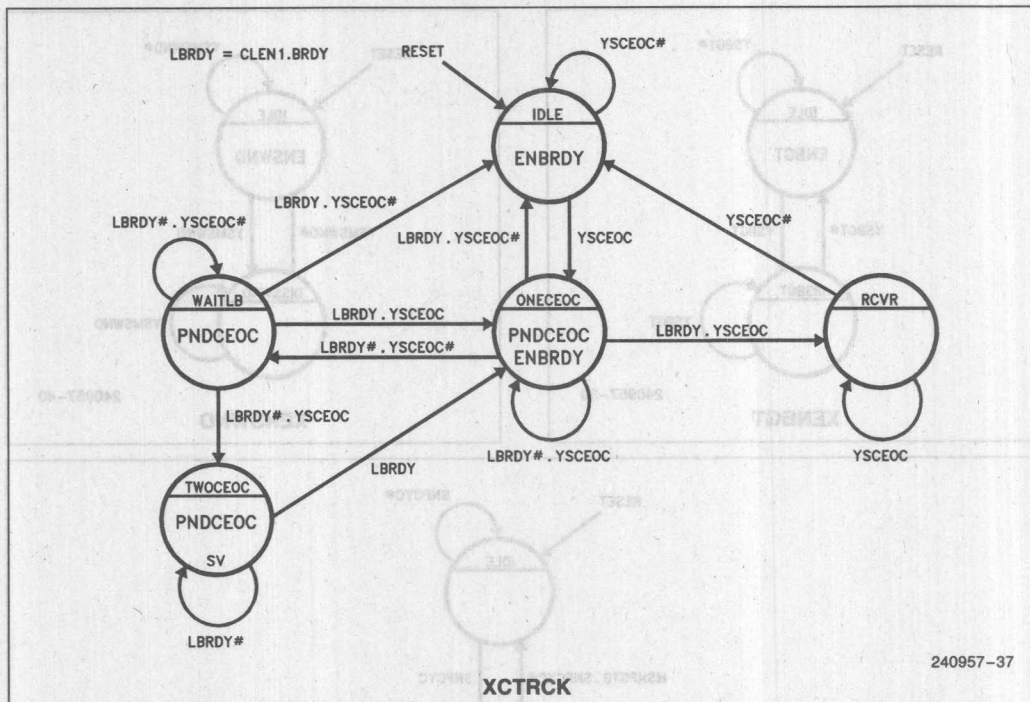 LBRDY = CLEN1.BRDY
RESET
YSCEOC#
IDLE
ENBRDY
LBRDY.YSCEOC#
LBRDY#.YSCEOC#
LBRDY.YSCEOC#
YSCEOC
YSCEOC#
WAITLB
PNDCEOC
LBRDY.YSCEOC
LBRDY#.YSCEOC#
ONECEOC
PNDCEOC
ENBRDY
LBRDY.YSCEOC
RCVR
LBRDY#.YSCEOC
LBRDY#.YSCEOC
YSCEOC
LBRDY
TWOCEOC
PNDCEOC
SV
LBRDY#
240957-37
XCTRCK